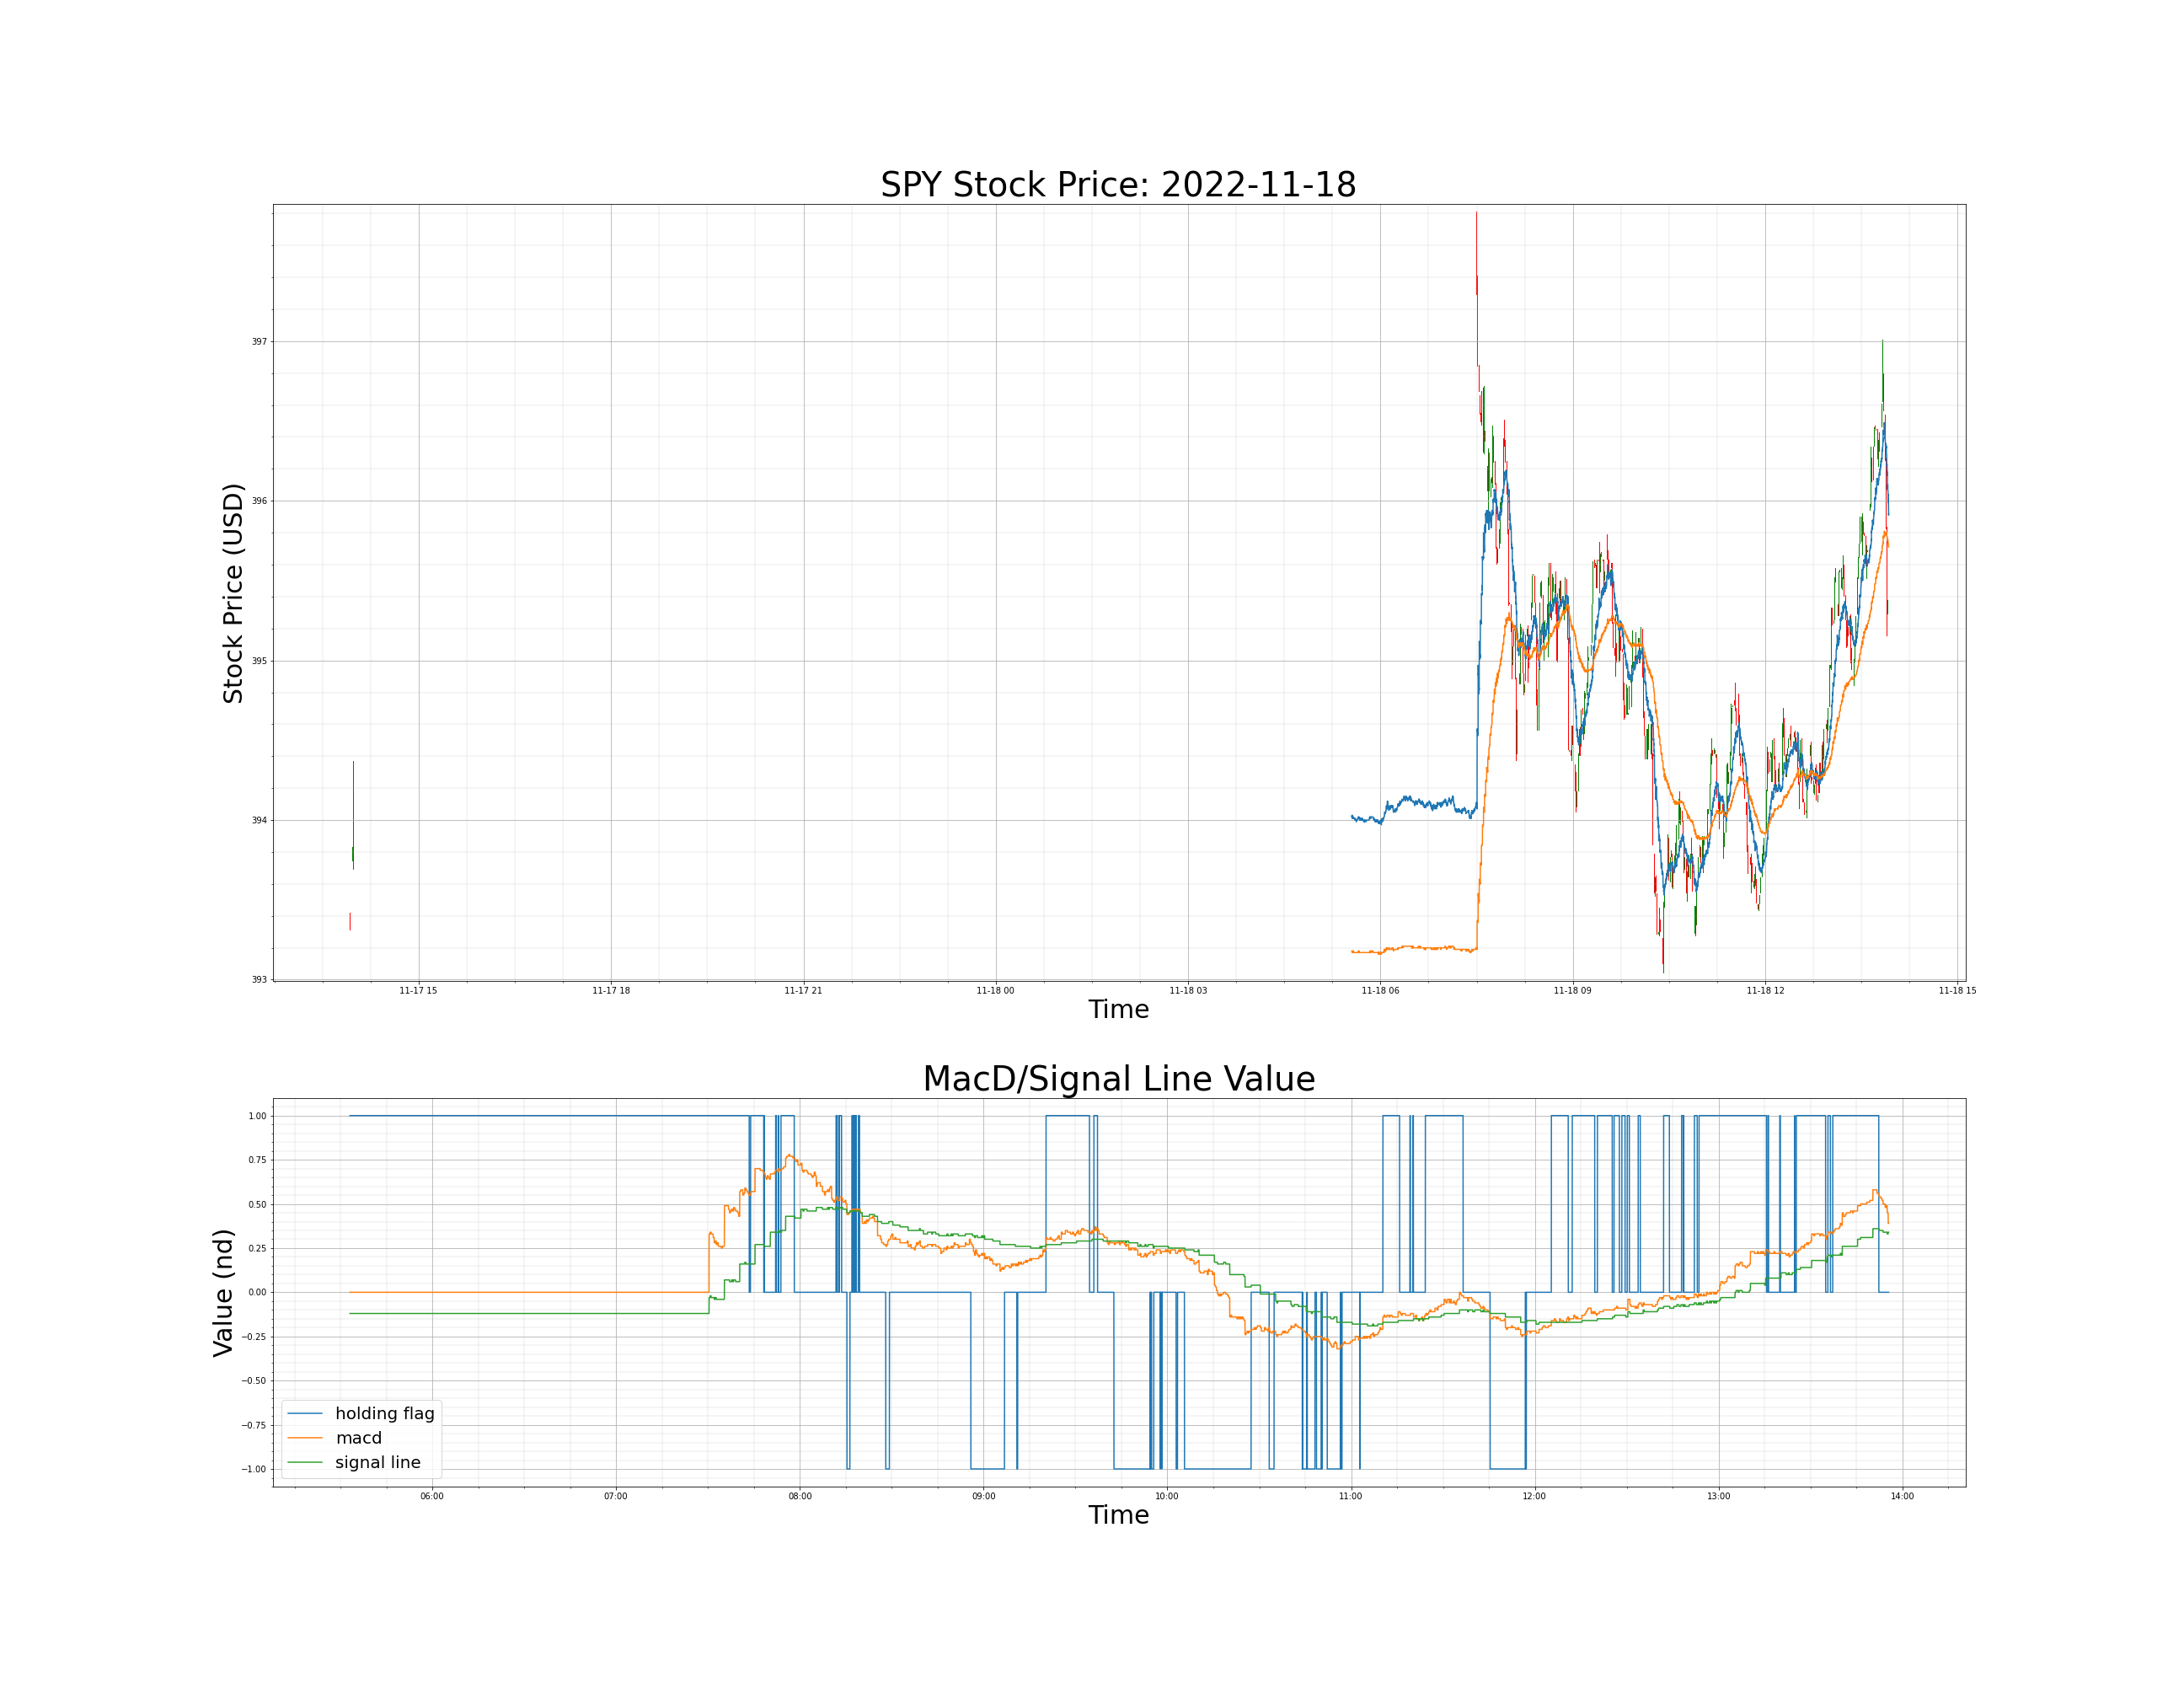 SPY Stock Price: 2022-11-18
Stock Price (USD)
397
396
395
394
393
11-17 15 11-17 18 11-17 21 11-18 00 11-18 03 11-18 06 11-18 09 11-18 12 11-18 15
Time
MacD/Signal Line Value
Value (nd)
1.00
0.75
0.50
0.25
0.00
−0.25
−0.50
−0.75
−1.00
holding flag
macd
signal line
06:00 07:00 08:00 09:00 10:00 11:00 12:00 13:00 14:00
Time